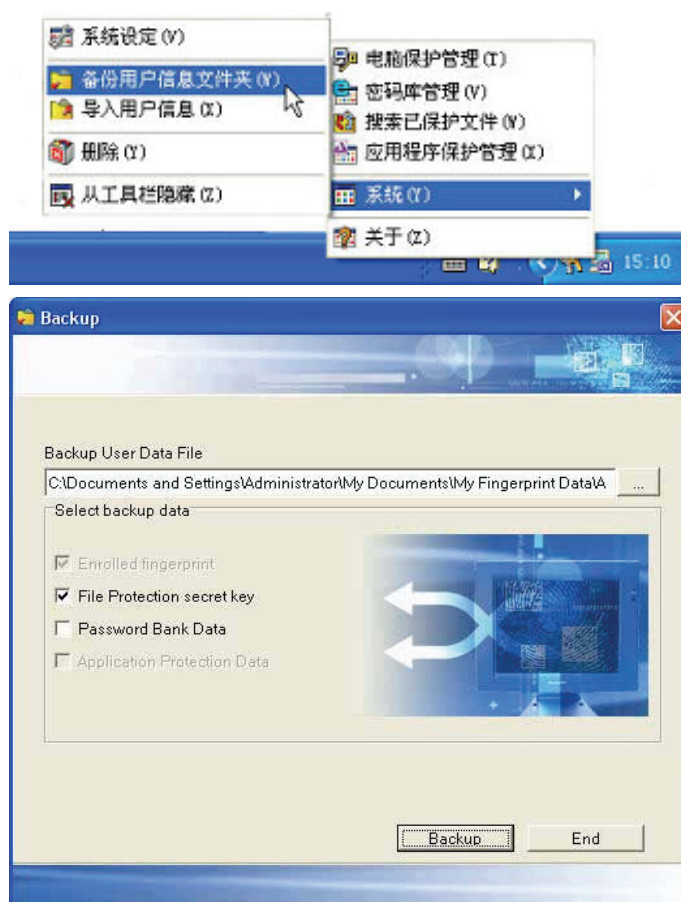 系统设定(V)
备份用户信息文件夹(W)
导入用户信息(X)
删除(Y)
从工具栏隐藏(Z)
电脑保护管理(T)
密码库管理(V)
搜索已保护文件(W)
应用程序保护管理(X)
系统(Y)
关于(Z)
15:10
Backup
Backup User Data File
C:\Documents and Settings\Administrator\My Documents\My Fingerprint Data\A
...
Select backup data
Enrolled fingerprint
File Protection secret key
Password Bank Data
Application Protection Data
Backup
End